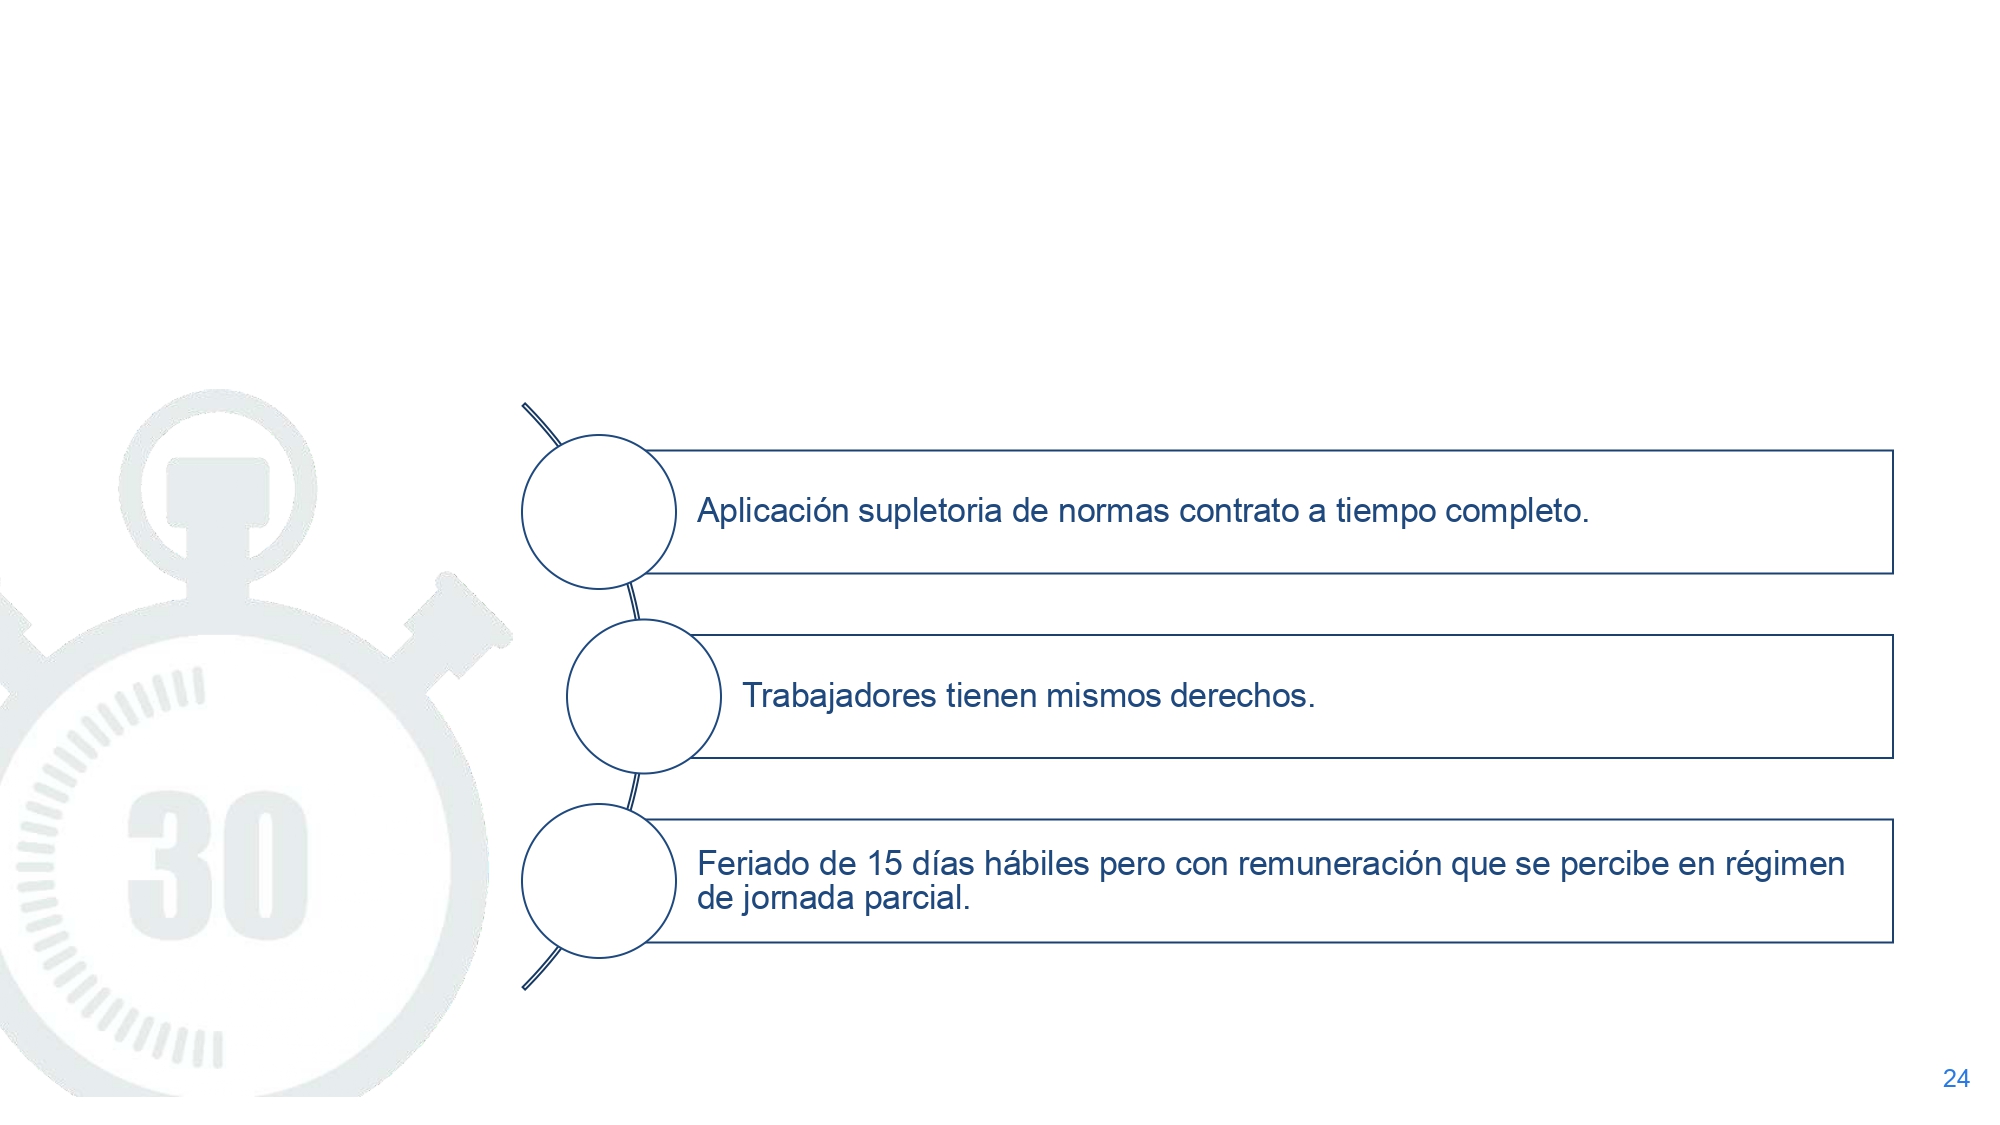 Aplicación supletoria de normas contrato a tiempo completo.
Trabajadores tienen mismos derechos.
30
Feriado de 15 días hábiles pero con remuneración que se percibe en régimen
de jornada parcial.
24